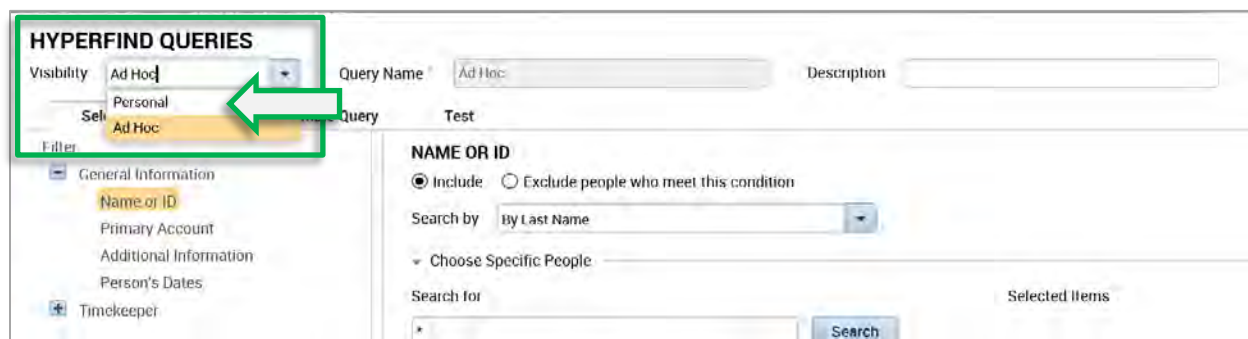 HYPERFIND QUERIES
Visibility Ad Hoc Query Name * Ad Hoc Description
Personal
Ad Hoc
Query Test
Filter
General Information
Name or ID
Primary Account
Additional Information
Person's Dates
Timekeeper
NAME OR ID
Include Exclude people who meet this condition
Search by By Last Name
Choose Specific People
Search for Selected Items
* Search